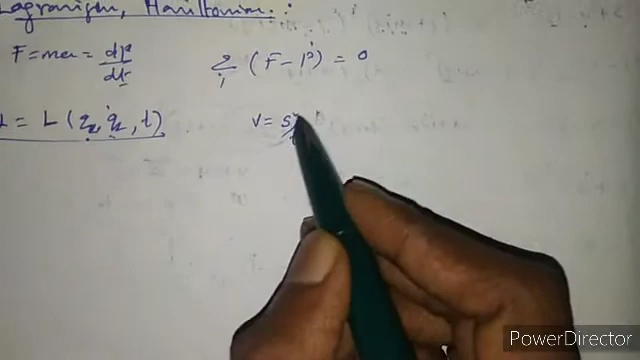 Lagrangian, Hamiltonian :
F = ma = dp/dt Σ i (F - ṗ) = 0
L = L (q, q̇, t) v = s/t
PowerDirector